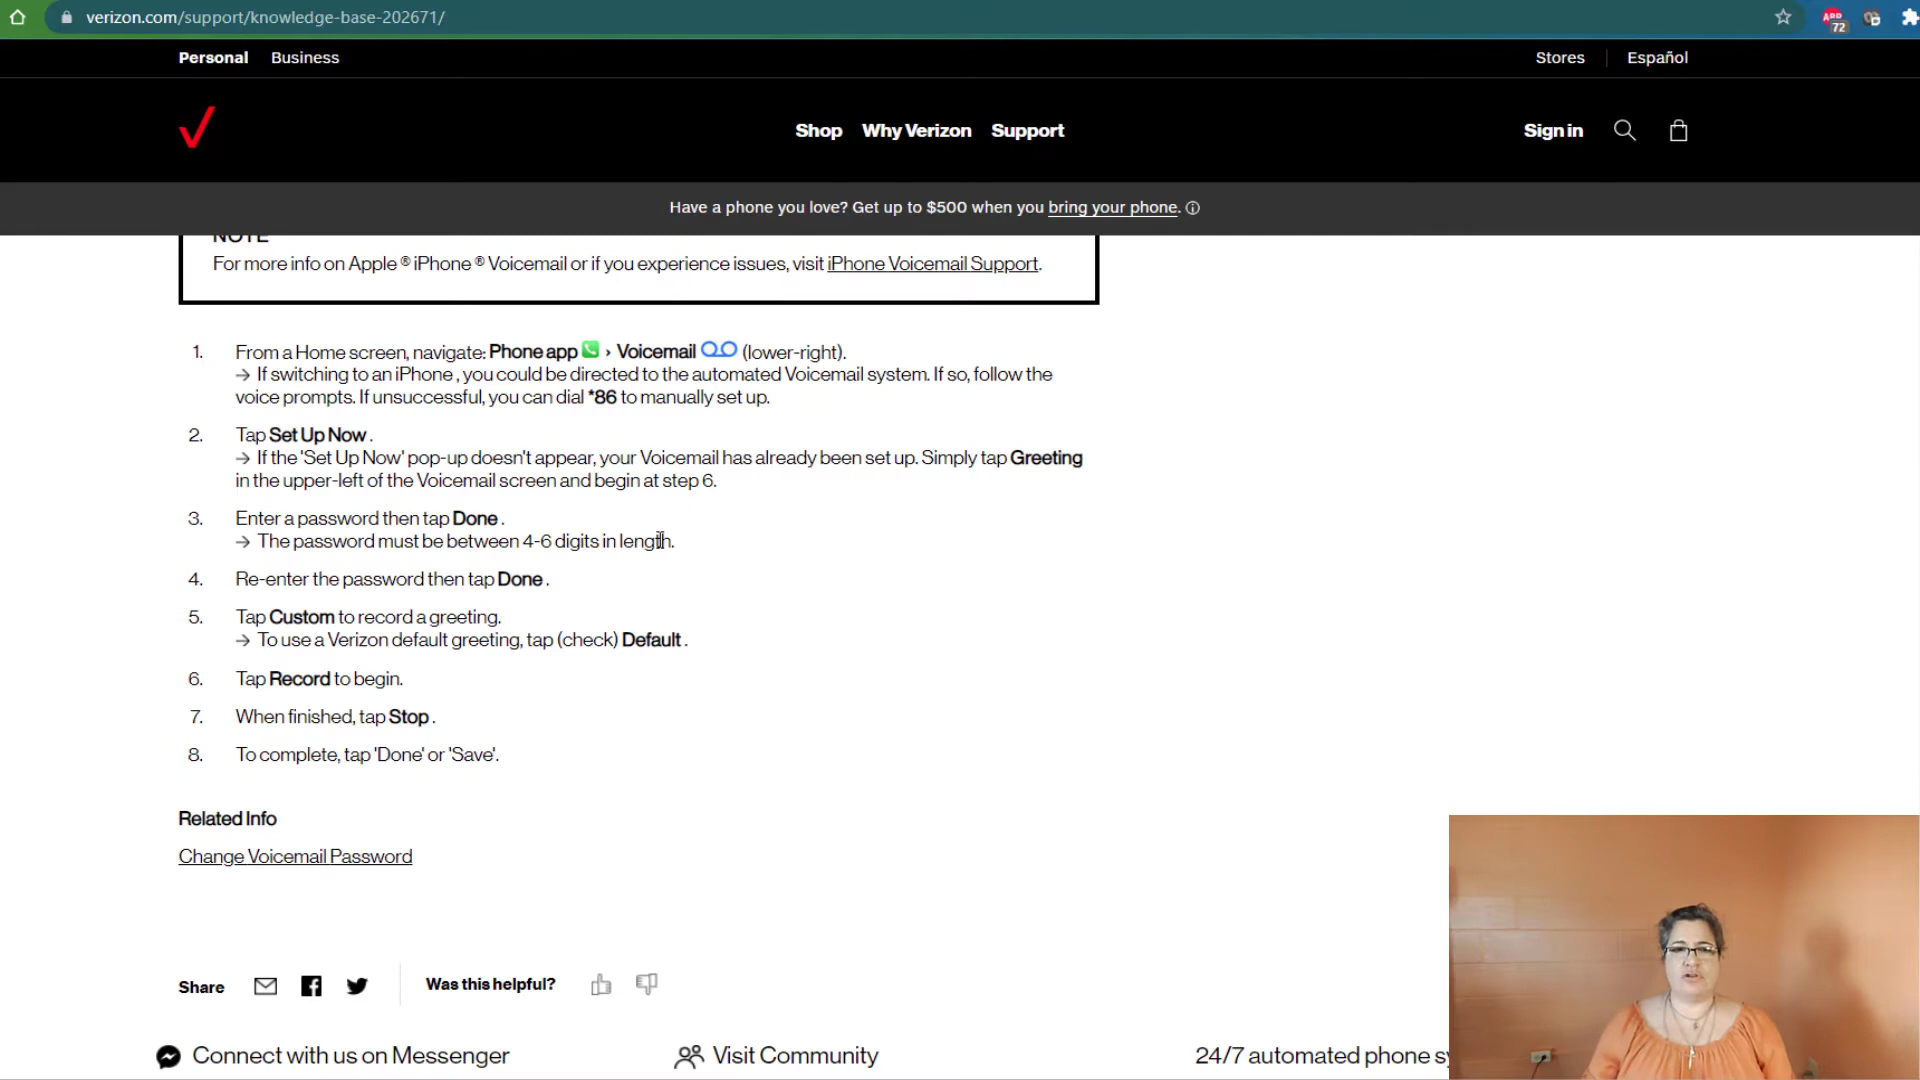 verizon.com/support/knowledge-base-202671/
72
Personal Business
Stores Español
Shop Why Verizon Support
Sign in
Have a phone you love? Get up to $500 when you bring your phone.
NOTE
For more info on Apple ® iPhone ® Voicemail or if you experience issues, visit iPhone Voicemail Support.
1. From a Home screen, navigate: Phone app › Voicemail (lower-right).
→ If switching to an iPhone , you could be directed to the automated Voicemail system. If so, follow the
voice prompts. If unsuccessful, you can dial *86 to manually set up.
2. Tap Set Up Now .
→ If the 'Set Up Now' pop-up doesn't appear, your Voicemail has already been set up. Simply tap Greeting
in the upper-left of the Voicemail screen and begin at step 6.
3. Enter a password then tap Done .
→ The password must be between 4-6 digits in length.
4. Re-enter the password then tap Done .
5. Tap Custom to record a greeting.
→ To use a Verizon default greeting, tap (check) Default .
6. Tap Record to begin.
7. When finished, tap Stop .
8. To complete, tap 'Done' or 'Save'.
Related Info
Change Voicemail Password
Share
Was this helpful?
Connect with us on Messenger
Visit Community
24/7 automated phone